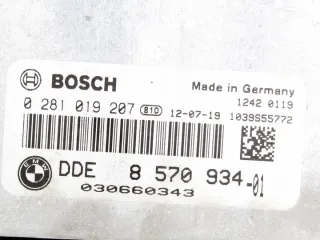 BOSCH Made in Germany
1242 0119
0 281 019 207 810 12-07-19 1039S55772
BMW DDE 8 570 934-01
030660343